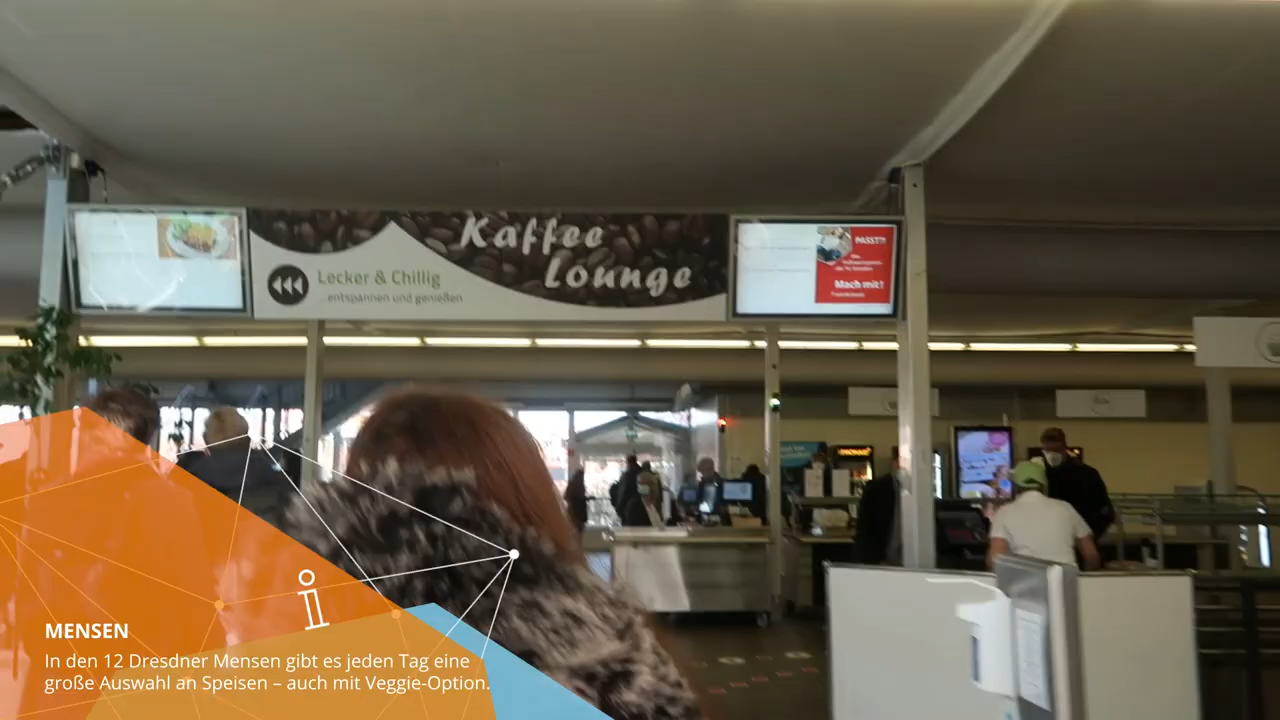 Kaffee
Lounge
Lecker & Chillig
...entspannen und genießen
PASST?!
Mach mit!
MENSEN
In den 12 Dresdner Mensen gibt es jeden Tag eine
große Auswahl an Speisen – auch mit Veggie-Option.